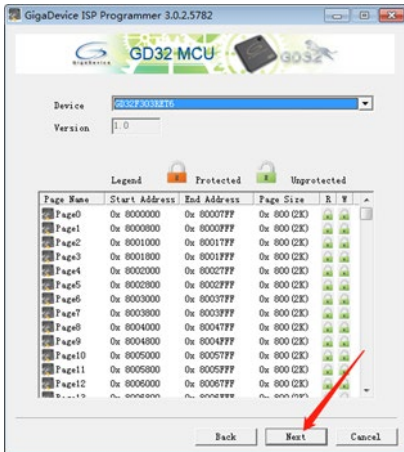 GigaDevice ISP Programmer 3.0.2.5782
GigaDevice GD32 MCU GD32
Device GD32F303RET6
Version 1.0
Legend Protected Unprotected
Page Name Start Address End Address Page Size R W
Page0 0x 8000000 0x 80007FF 0x 800 (2K)
Page1 0x 8000800 0x 8000FFF 0x 800 (2K)
Page2 0x 8001000 0x 80017FF 0x 800 (2K)
Page3 0x 8001800 0x 8001FFF 0x 800 (2K)
Page4 0x 8002000 0x 80027FF 0x 800 (2K)
Page5 0x 8002800 0x 8002FFF 0x 800 (2K)
Page6 0x 8003000 0x 80037FF 0x 800 (2K)
Page7 0x 8003800 0x 8003FFF 0x 800 (2K)
Page8 0x 8004000 0x 80047FF 0x 800 (2K)
Page9 0x 8004800 0x 8004FFF 0x 800 (2K)
Page10 0x 8005000 0x 80057FF 0x 800 (2K)
Page11 0x 8005800 0x 8005FFF 0x 800 (2K)
Page12 0x 8006000 0x 80067FF 0x 800 (2K)
Back Next Cancel